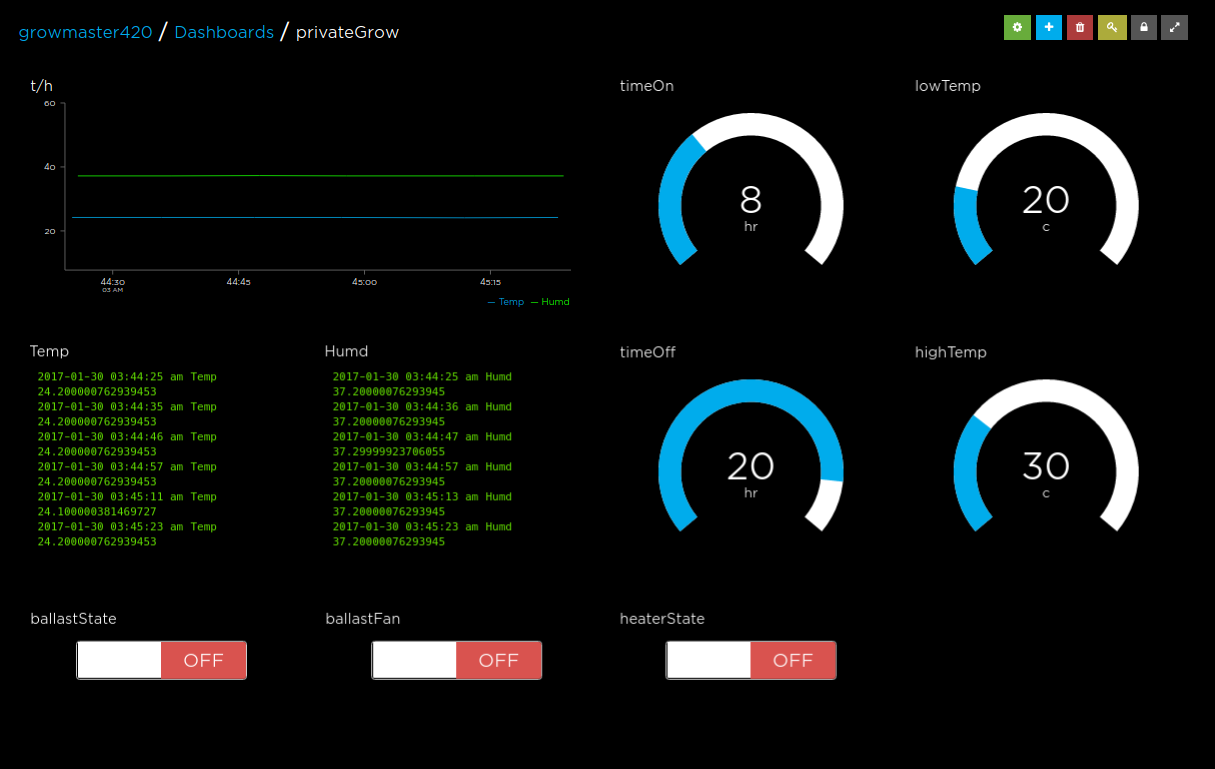 growmaster420 / Dashboards / privateGrow
t/h
60
40
20
44:30 44:45 45:00 45:15
03 AM
Temp Humd
timeOn
8
hr
lowTemp
20
c
Temp
2017-01-30 03:44:25 am Temp
24.200000762939453
2017-01-30 03:44:35 am Temp
24.200000762939453
2017-01-30 03:44:46 am Temp
24.200000762939453
2017-01-30 03:44:57 am Temp
24.200000762939453
2017-01-30 03:45:11 am Temp
24.100000381469727
2017-01-30 03:45:23 am Temp
24.200000762939453
Humd
2017-01-30 03:44:25 am Humd
37.20000076293945
2017-01-30 03:44:36 am Humd
37.20000076293945
2017-01-30 03:44:47 am Humd
37.29999923706055
2017-01-30 03:44:57 am Humd
37.20000076293945
2017-01-30 03:45:13 am Humd
37.20000076293945
2017-01-30 03:45:23 am Humd
37.20000076293945
timeOff
20
hr
highTemp
30
c
ballastState
OFF
ballastFan
OFF
heaterState
OFF